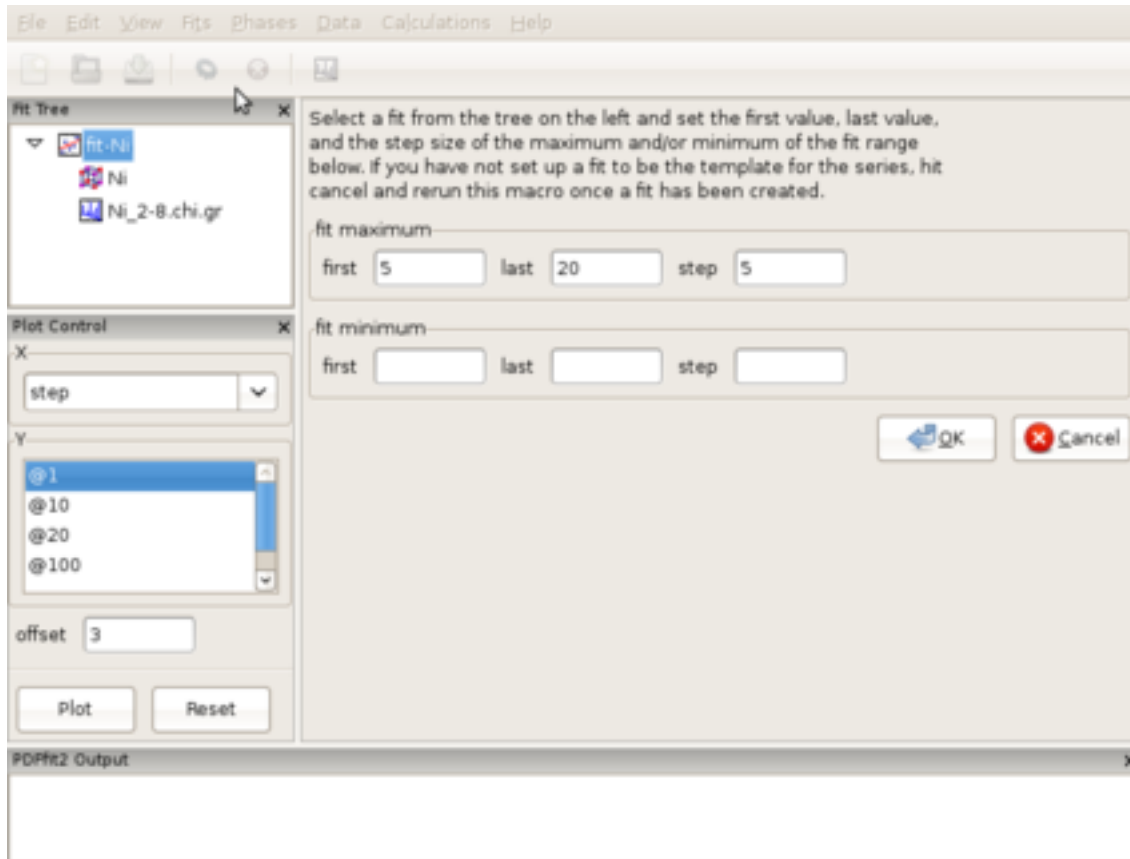 File Edit View Fits Phases Data Calculations Help
Fit Tree
fit-Ni
Ni
Ni_2-8.chi.gr
Plot Control
X
step
Y
@1
@10
@20
@100
offset 3
Plot Reset
Select a fit from the tree on the left and set the first value, last value,
and the step size of the maximum and/or minimum of the fit range
below. If you have not set up a fit to be the template for the series, hit
cancel and rerun this macro once a fit has been created.
fit maximum
first 5 last 20 step 5
fit minimum
first last step
OK Cancel
PDFfit2 Output